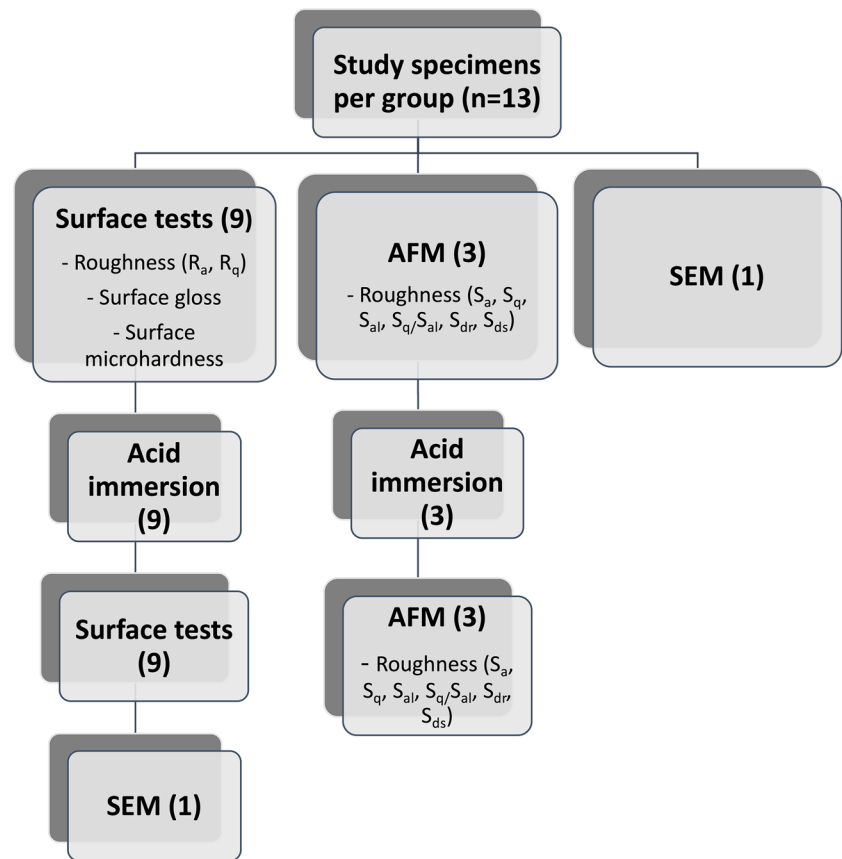 Study specimens
per group (n=13)
Surface tests (9)
- Roughness (Ra, Rq)
- Surface gloss
- Surface
microhardness
AFM (3)
- Roughness (Sa, Sq,
Sal, Sq/Sal, Sdr, Sds)
SEM (1)
Acid
immersion
(9)
Acid
immersion
(3)
Surface tests
(9)
AFM (3)
- Roughness (Sa,
Sq, Sal, Sq/Sal, Sdr,
Sds)
SEM (1)